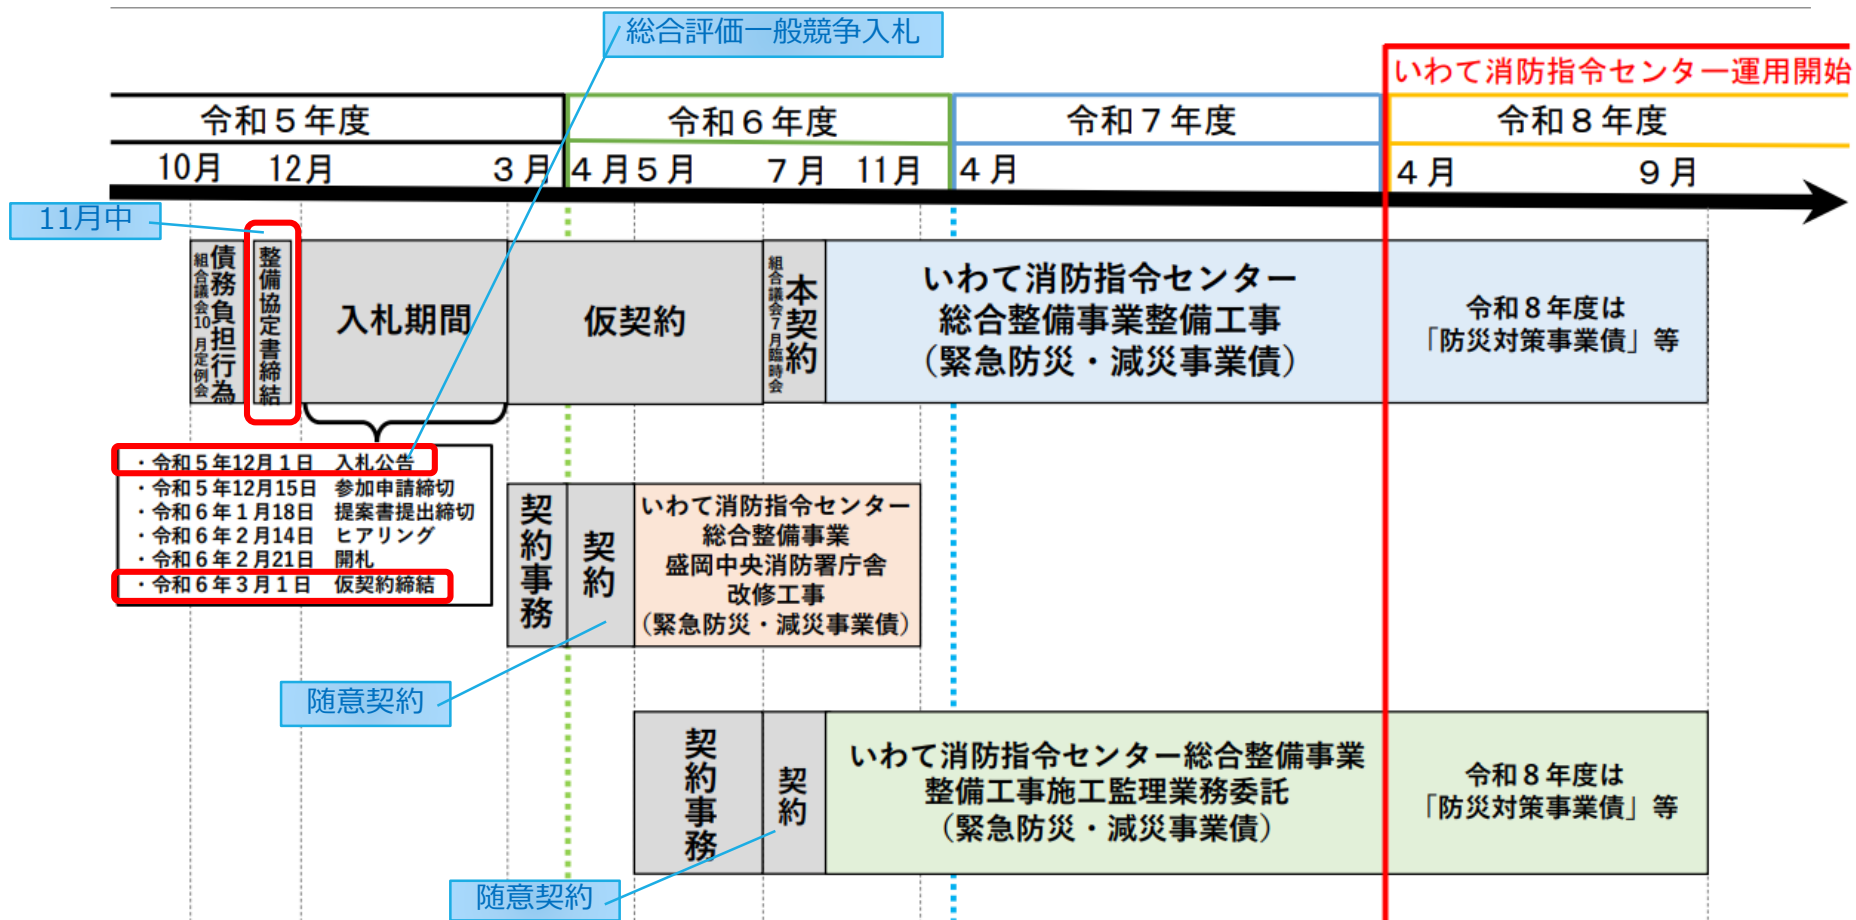 総合評価一般競争入札
いわて消防指令センター運用開始
令和５年度
令和６年度
令和７年度
令和８年度
10月
12月
３月
４月
５月
７月
11月
４月
４月
９月
11月中
債務負担行為
組合議会10月定例会
整備協定書締結
入札期間
仮契約
本契約
組合議会７月臨時会
いわて消防指令センター
総合整備事業整備工事
（緊急防災・減災事業債）
令和８年度は
「防災対策事業債」等
・令和５年12月１日　入札公告
・令和５年12月15日　参加申請締切
・令和６年１月18日　提案書提出締切
・令和６年２月14日　ヒアリング
・令和６年２月21日　開札
・令和６年３月１日　仮契約締結
契約事務
契約
いわて消防指令センター
総合整備事業
盛岡中央消防署庁舎
改修工事
（緊急防災・減災事業債）
随意契約
契約事務
契約
いわて消防指令センター総合整備事業
整備工事施工監理業務委託
（緊急防災・減災事業債）
令和８年度は
「防災対策事業債」等
随意契約